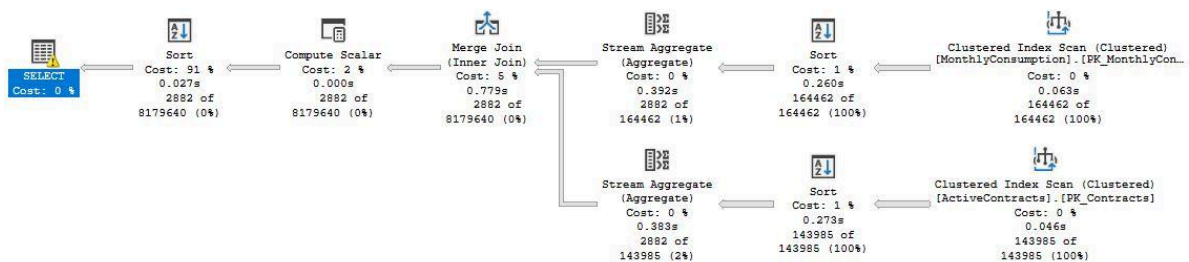 SELECT
Cost: 0 %
Sort
Cost: 91 %
0.027s
2882 of
8179640 (0%)
Compute Scalar
Cost: 2 %
0.000s
2882 of
8179640 (0%)
Merge Join
(Inner Join)
Cost: 5 %
0.779s
2882 of
8179640 (0%)
Stream Aggregate
(Aggregate)
Cost: 0 %
0.392s
2882 of
164462 (1%)
Sort
Cost: 1 %
0.260s
164462 of
164462 (100%)
Clustered Index Scan (Clustered)
[MonthlyConsumption].[PK_MonthlyCon…
Cost: 0 %
0.063s
164462 of
164462 (100%)
Stream Aggregate
(Aggregate)
Cost: 0 %
0.383s
2882 of
143985 (2%)
Sort
Cost: 1 %
0.273s
143985 of
143985 (100%)
Clustered Index Scan (Clustered)
[ActiveContracts].[PK_Contracts]
Cost: 0 %
0.046s
143985 of
143985 (100%)